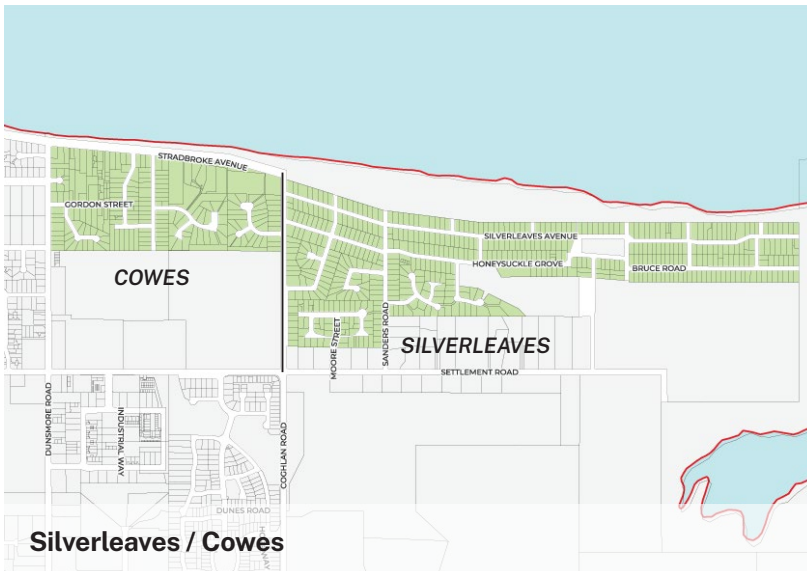 STRADBROKE AVENUE
GORDON STREET
SILVERLEAVES AVENUE
HONEYSUCKLE GROVE
BRUCE ROAD
COWES
SANDERS ROAD
MOORE STREET
SILVERLEAVES
SETTLEMENT ROAD
DUNSMORE ROAD
INDUSTRIAL WAY
COGHLAN ROAD
DUNES ROAD
Silverleaves / Cowes